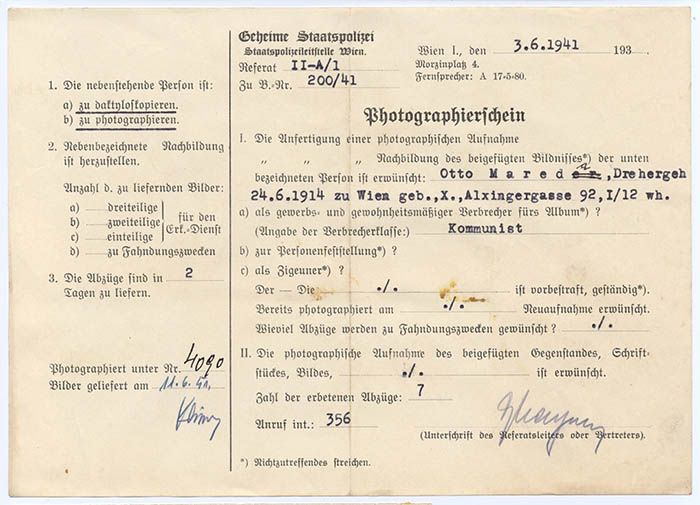 1. Die nebenstehende Person ist:
a) zu daktyloskopieren.
b) zu photographieren.
2. Nebenbezeichnete Nachbildung
ist herzustellen.
Anzahl d. zu liefernden Bilder:
a) dreiteilige
b) zweiteilige
c) einteilige
für den
Erk.-Dienst
d) zu Fahndungszwecken
3. Die Abzüge sind in 2
Tagen zu liefern.
Photographiert unter Nr. 4090
Bilder geliefert am 11.6.41.
Geheime Staatspolizei
Staatspolizeileitstelle Wien.
Referat II-A/1
Zu B.-Nr. 200/41
Wien I., den 3.6.1941 193
Morzinplatz 4.
Fernsprecher: A 17-5-80.
Photographierschein
I. Die Anfertigung einer photographischen Aufnahme
„ „ Nachbildung des beigefügten Bildnisses*) der unten
bezeichneten Person ist erwünscht: Otto Mared ,Drehergeh
24.6.1914 zu Wien geb.,X.,Alxingergasse 92,I/12 wh.
a) als gewerbs- und gewohnheitsmäßiger Verbrecher fürs Album*) ?
(Angabe der Verbrecherklasse:) Kommunist
b) zur Personenfeststellung*) ?
c) als Zigeuner*) ?
Der — Die ./. ist vorbestraft, geständig*).
Bereits photographiert am ./. Neuaufnahme erwünscht.
Wieviel Abzüge werden zu Fahndungszwecken gewünscht ? ./.
II. Die photographische Aufnahme des beigefügten Gegenstandes, Schrift-
stückes, Bildes, ./. ist erwünscht.
Zahl der erbetenen Abzüge: 7
Anruf int.: 356
(Unterschrift des Referatsleiters oder Vertreters).
*) Nichtzutreffendes streichen.